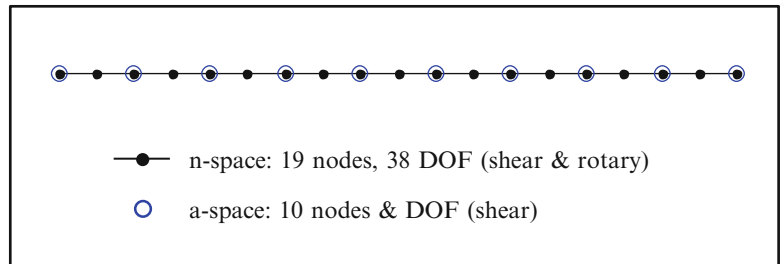 n-space: 19 nodes, 38 DOF (shear & rotary)
a-space: 10 nodes & DOF (shear)